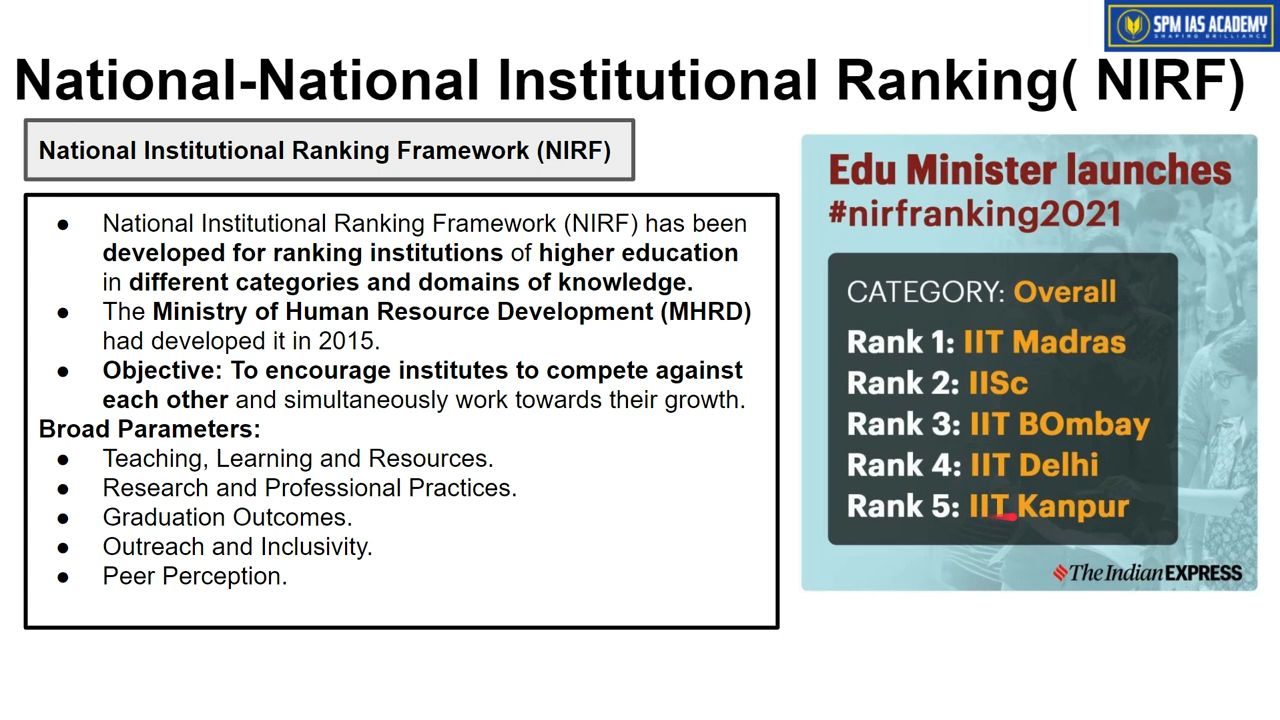 SPM IAS ACADEMY
SHAPING BRILLIANCE
National-National Institutional Ranking( NIRF)
National Institutional Ranking Framework (NIRF)
● National Institutional Ranking Framework (NIRF) has been
developed for ranking institutions of higher education
in different categories and domains of knowledge.
● The Ministry of Human Resource Development (MHRD)
had developed it in 2015.
● Objective: To encourage institutes to compete against
each other and simultaneously work towards their growth.
Broad Parameters:
● Teaching, Learning and Resources.
● Research and Professional Practices.
● Graduation Outcomes.
● Outreach and Inclusivity.
● Peer Perception.
Edu Minister launches
#nirfranking2021
CATEGORY: Overall
Rank 1: IIT Madras
Rank 2: IISc
Rank 3: IIT BOmbay
Rank 4: IIT Delhi
Rank 5: IIT Kanpur
The Indian EXPRESS